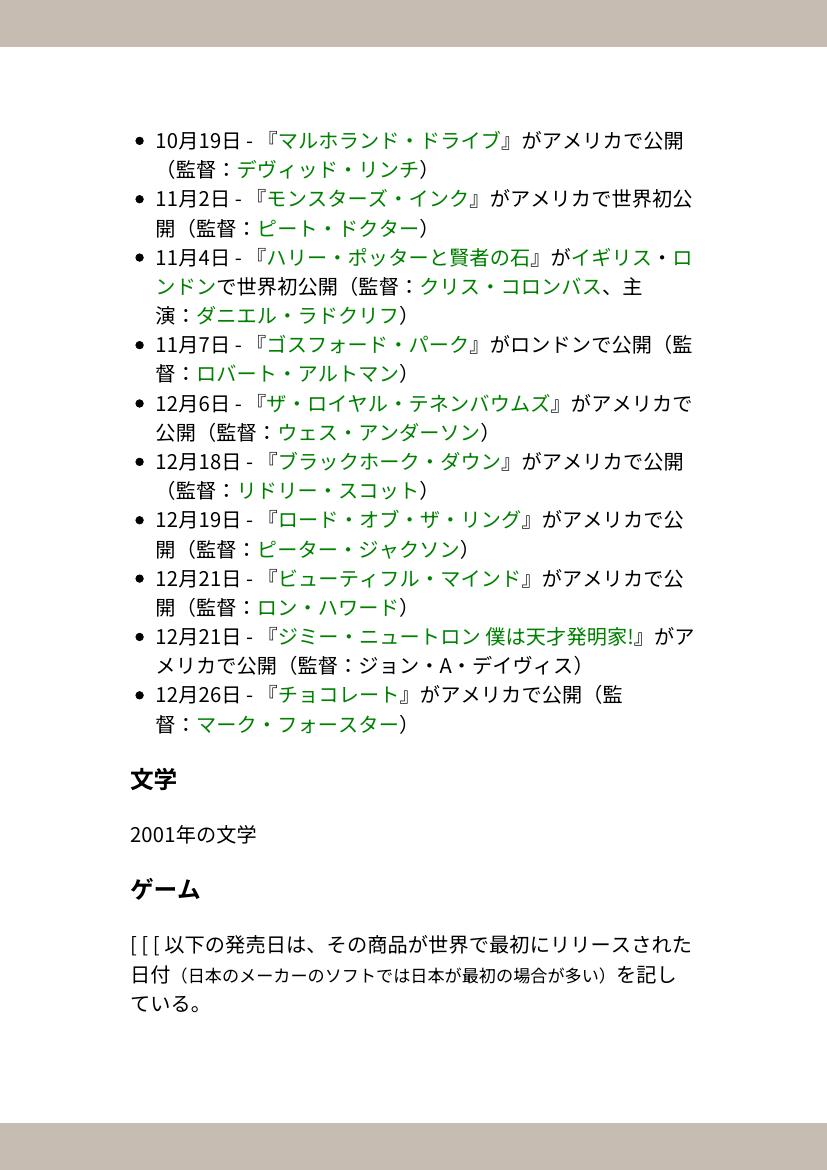 • 10月19日 - 『マルホランド・ドライブ』がアメリカで公開
（監督：デヴィッド・リンチ）
• 11月2日 - 『モンスターズ・インク』がアメリカで世界初公
開（監督：ピート・ドクター）
• 11月4日 - 『ハリー・ポッターと賢者の石』がイギリス・ロ
ンドンで世界初公開（監督：クリス・コロンバス、主
演：ダニエル・ラドクリフ）
• 11月7日 - 『ゴスフォード・パーク』がロンドンで公開（監
督：ロバート・アルトマン）
• 12月6日 - 『ザ・ロイヤル・テネンバウムズ』がアメリカで
公開（監督：ウェス・アンダーソン）
• 12月18日 - 『ブラックホーク・ダウン』がアメリカで公開
（監督：リドリー・スコット）
• 12月19日 - 『ロード・オブ・ザ・リング』がアメリカで公
開（監督：ピーター・ジャクソン）
• 12月21日 - 『ビューティフル・マインド』がアメリカで公
開（監督：ロン・ハワード）
• 12月21日 - 『ジミー・ニュートロン 僕は天才発明家!』がア
メリカで公開（監督：ジョン・A・デイヴィス）
• 12月26日 - 『チョコレート』がアメリカで公開（監
督：マーク・フォースター）
文学
2001年の文学
ゲーム
[ [ [ 以下の発売日は、その商品が世界で最初にリリースされた
日付（日本のメーカーのソフトでは日本が最初の場合が多い）を記し
ている。